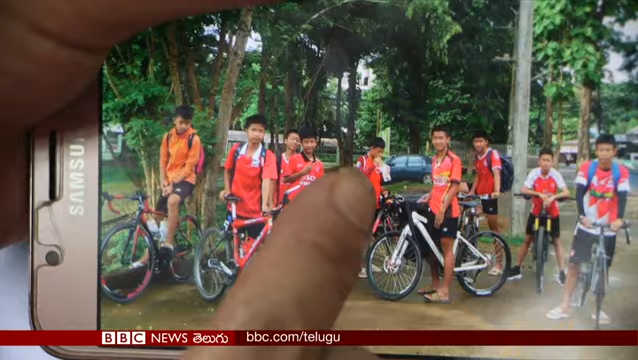 SAMSUNG
BBC NEWS తెలుగు bbc.com/telugu